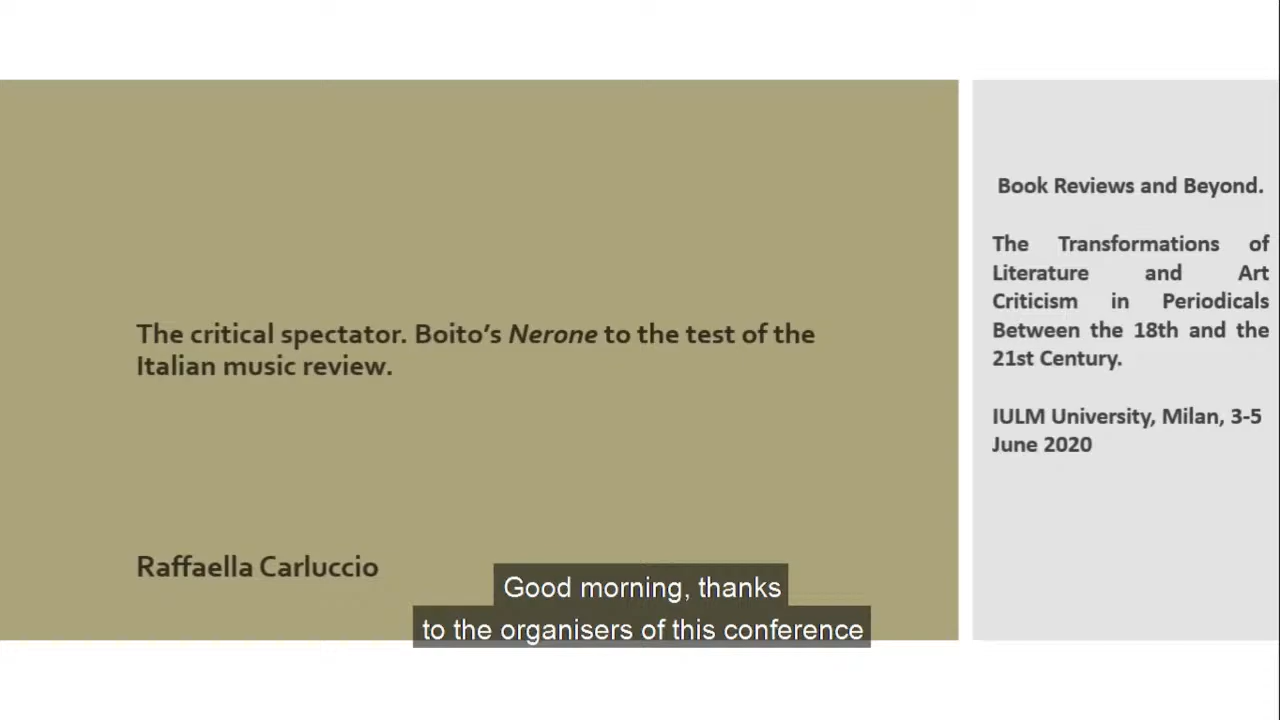 The critical spectator. Boito’s Nerone to the test of the
Italian music review.
Raffaella Carluccio
Book Reviews and Beyond.
The Transformations of
Literature and Art
Criticism in Periodicals
Between the 18th and the
21st Century.
IULM University, Milan, 3-5
June 2020
Good morning, thanks
to the organisers of this conference